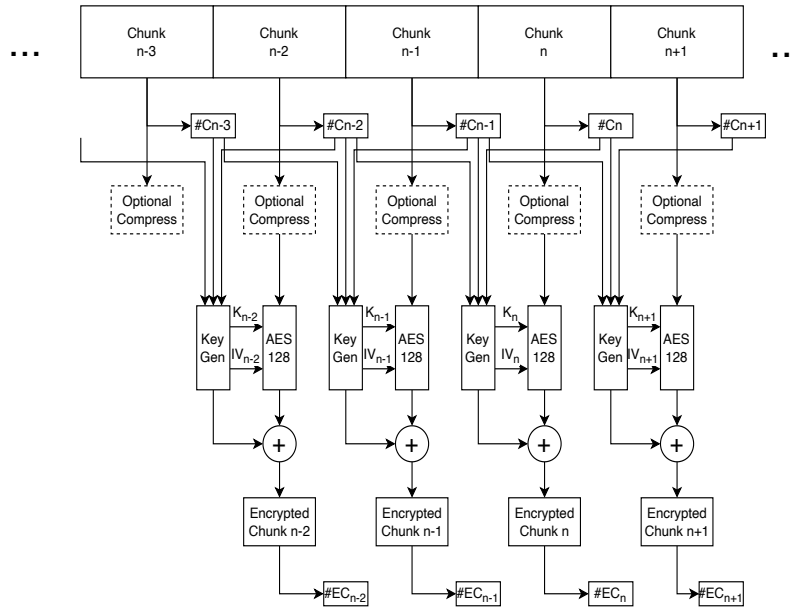 Chunk
n-3
Chunk
n-2
Chunk
n-1
Chunk
n
Chunk
n+1
...
..
#Cn-3
#Cn-2
#Cn-1
#Cn
#Cn+1
Optional
Compress
Optional
Compress
Optional
Compress
Optional
Compress
Optional
Compress
Key
Gen
Kn-2
IVn-2
AES
128
Key
Gen
Kn-1
IVn-1
AES
128
Key
Gen
Kn
IVn
AES
128
Key
Gen
Kn+1
IVn+1
AES
128
+
+
+
+
Encrypted
Chunk n-2
Encrypted
Chunk n-1
Encrypted
Chunk n
Encrypted
Chunk n+1
#ECn-2
#ECn-1
#ECn
#ECn+1